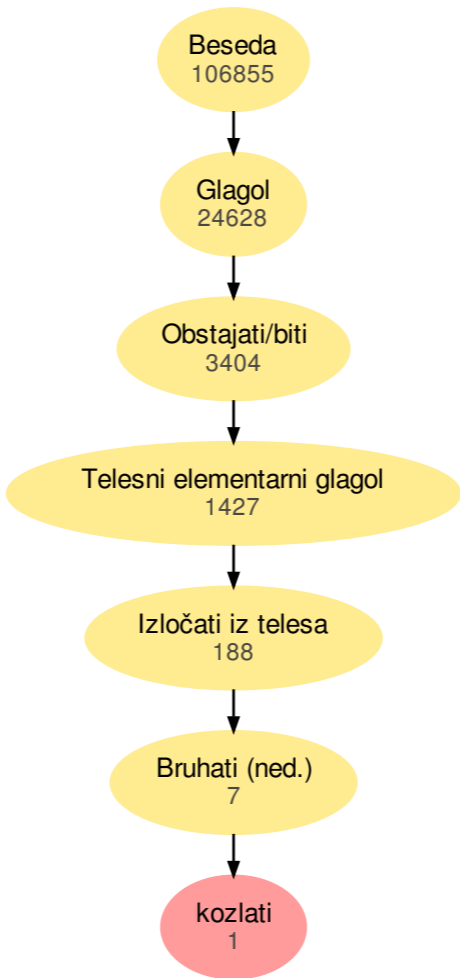 Beseda
106855
Glagol
24628
Obstajati/biti
3404
Telesni elementarni glagol
1427
Izločati iz telesa
188
Bruhati (ned.)
7
kozlati
1